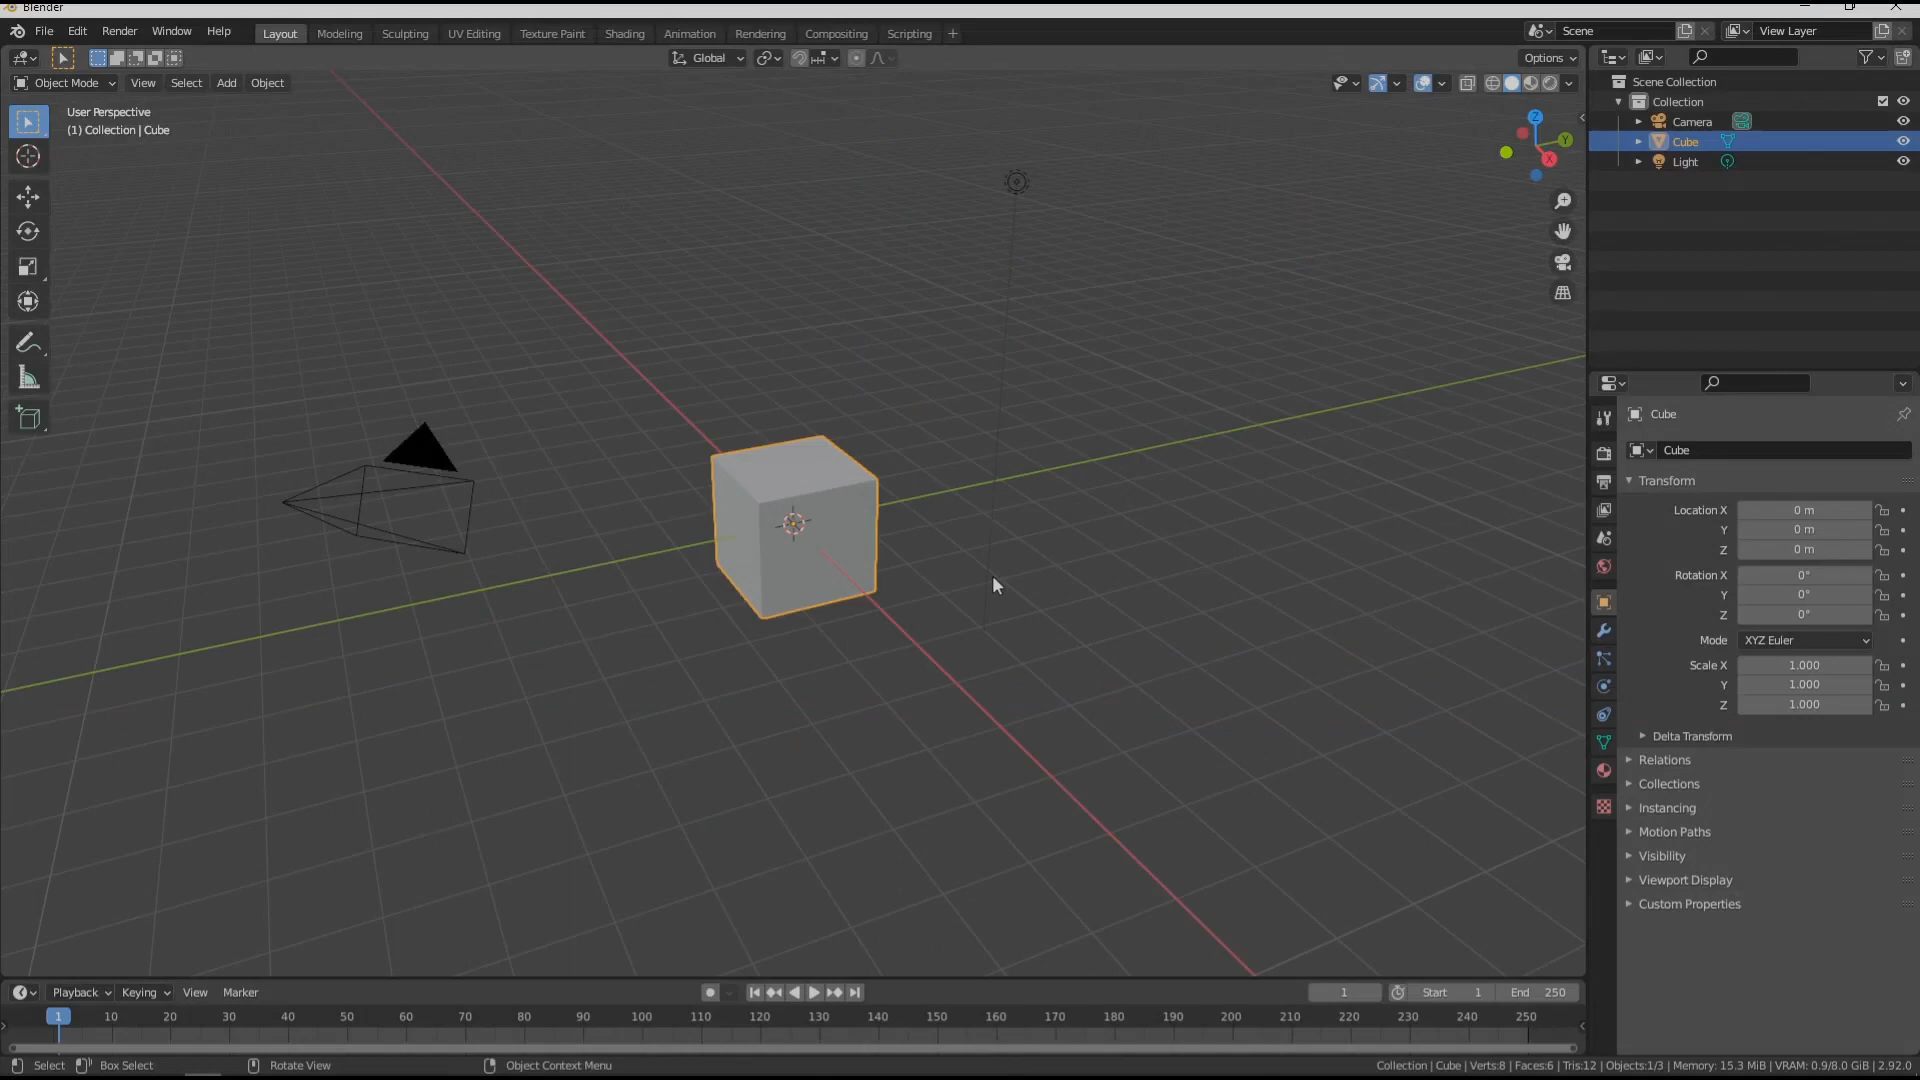 Blender
File Edit Render Window Help Layout Modeling Sculpting UV Editing Texture Paint Shading Animation Rendering Compositing Scripting + Scene View Layer
Global Options
Object Mode View Select Add Object
User Perspective
(1) Collection | Cube
Z
Y
X
Scene Collection
Collection
Camera
Cube
Light
Cube
Cube
Transform
Location X 0 m
Y 0 m
Z 0 m
Rotation X 0°
Y 0°
Z 0°
Mode XYZ Euler
Scale X 1.000
Y 1.000
Z 1.000
Delta Transform
Relations
Collections
Instancing
Motion Paths
Visibility
Viewport Display
Custom Properties
Playback Keying View Marker 1 Start 1 End 250
1 10 20 30 40 50 60 70 80 90 100 110 120 130 140 150 160 170 180 190 200 210 220 230 240 250
Select Box Select Rotate View Object Context Menu Collection | Cube | Verts:8 | Faces:6 | Tris:12 | Objects:1/3 | Memory: 15.3 MiB | VRAM: 0.9/8.0 GiB | 2.92.0